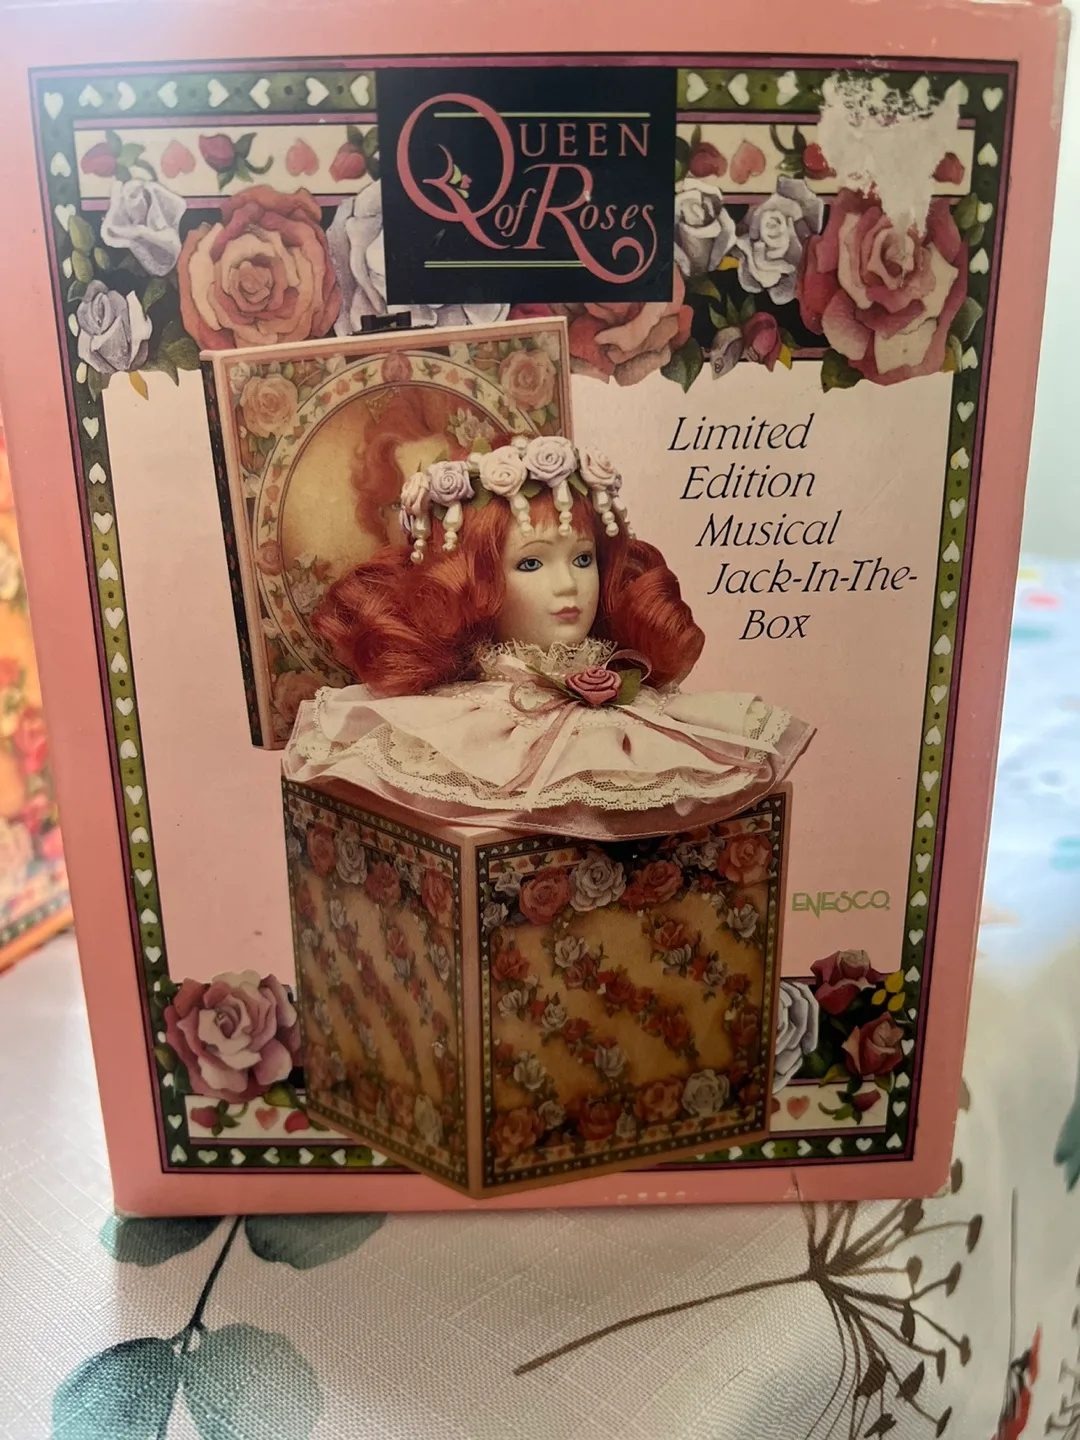 QUEEN
of Roses
Limited
Edition
Musical
Jack-In-The-
Box
ENESCO